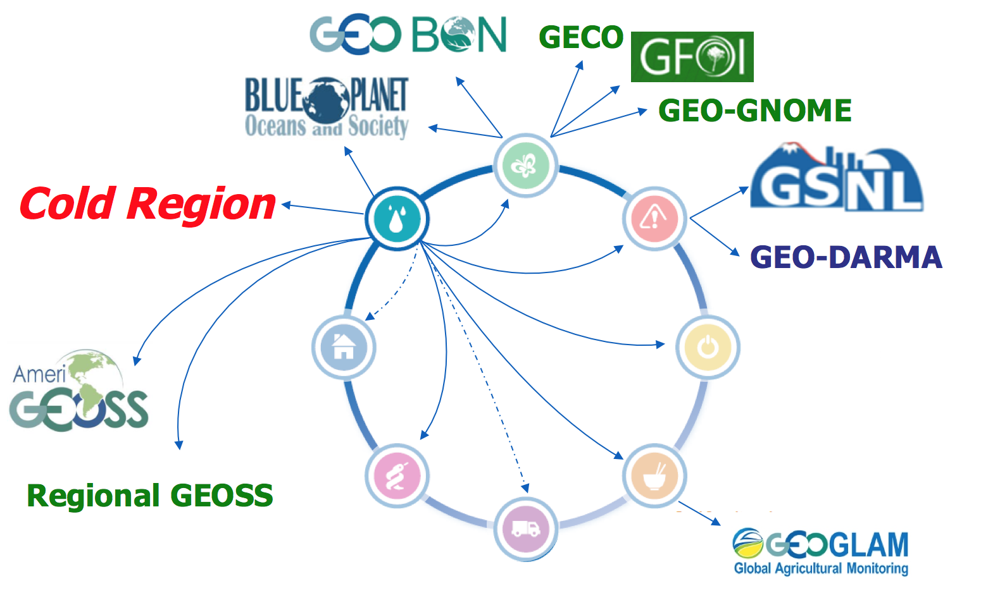 GEO BON
GECO
GFOI
BLUE PLANET
Oceans and Society
GEO-GNOME
GSNL
Cold Region
GEO-DARMA
Ameri
GEOSS
Regional GEOSS
GEOGLAM
Global Agricultural Monitoring